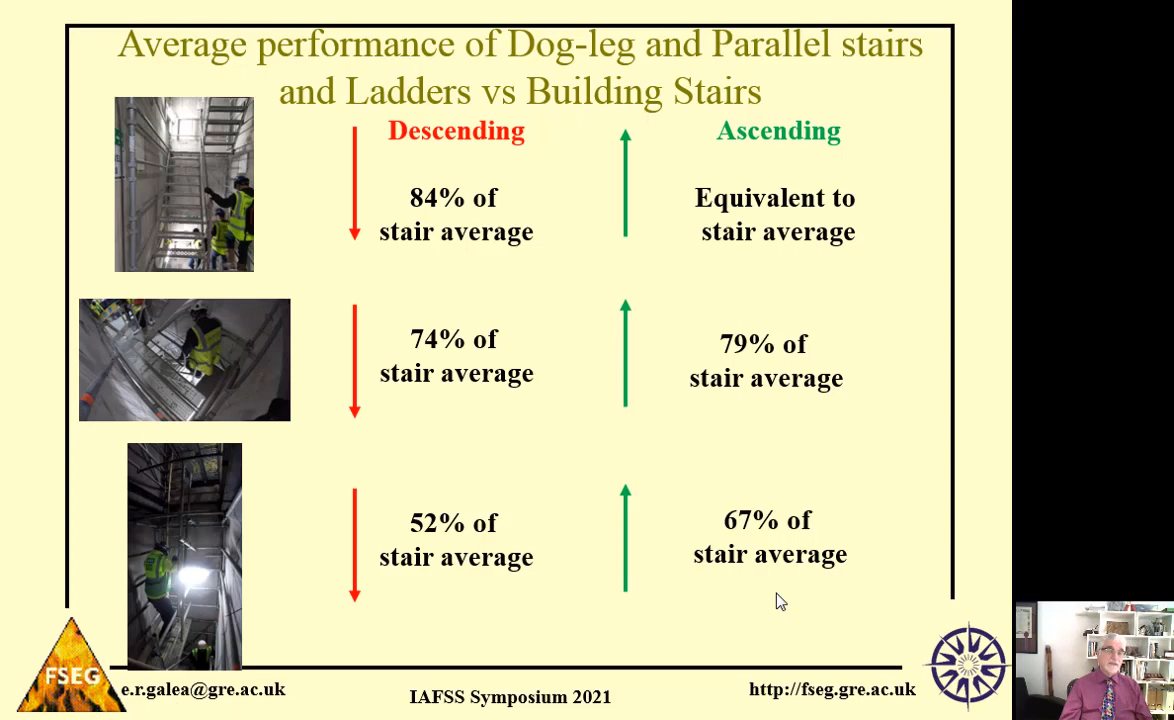 Average performance of Dog-leg and Parallel stairs
and Ladders vs Building Stairs
Descending
Ascending
84% of
stair average
Equivalent to
stair average
74% of
stair average
79% of
stair average
52% of
stair average
67% of
stair average
FSEG
e.r.galea@gre.ac.uk
IAFSS Symposium 2021
http://fseg.gre.ac.uk